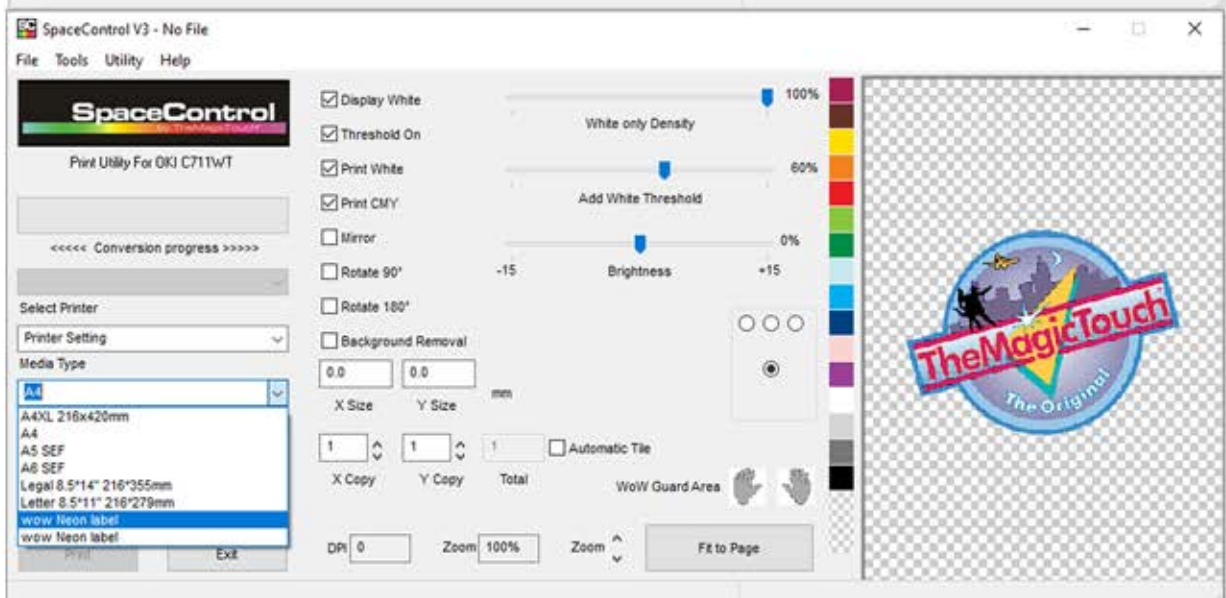 SpaceControl V3 - No File
File Tools Utility Help
SpaceControl
by TheMagicTouch
Print Utility For OKI C711WT
<<<<< Conversion progress >>>>>
Select Printer
Printer Setting
Media Type
A4
A4XL 216x420mm
A4
A5 SEF
A6 SEF
Legal 8.5*14" 216*355mm
Letter 8.5*11" 216*279mm
wow Neon label
wow Neon label
Print Exit
Display White
100%
White only Density
Threshold On
Print White
60%
Add White Threshold
Print CMY
Mirror
0%
Rotate 90°
-15 Brightness +15
Rotate 180°
Background Removal
0.0 0.0 mm
X Size Y Size
1 1 1 Automatic Tile
X Copy Y Copy Total
WoW Guard Area
DPI 0 Zoom 100% Zoom Fit to Page
TheMagicTouch
The Original